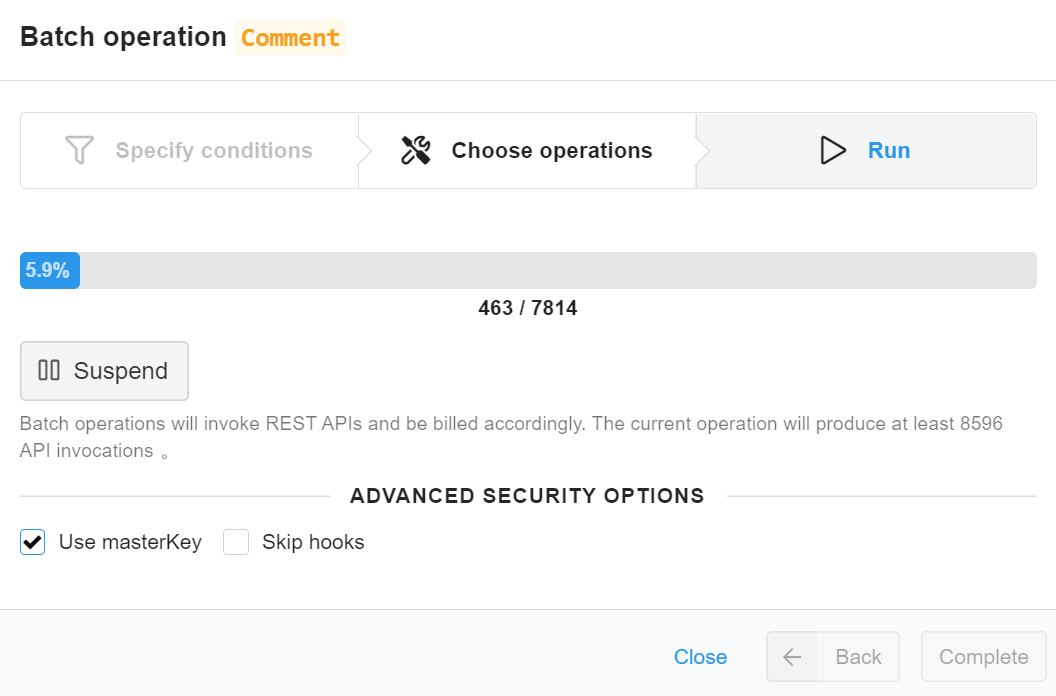 Batch operation Comment
Specify conditions
Choose operations
Run
5.9%
463 / 7814
Suspend
Batch operations will invoke REST APIs and be billed accordingly. The current operation will produce at least 8596
API invocations 。
ADVANCED SECURITY OPTIONS
Use masterKey
Skip hooks
Close
Back
Complete